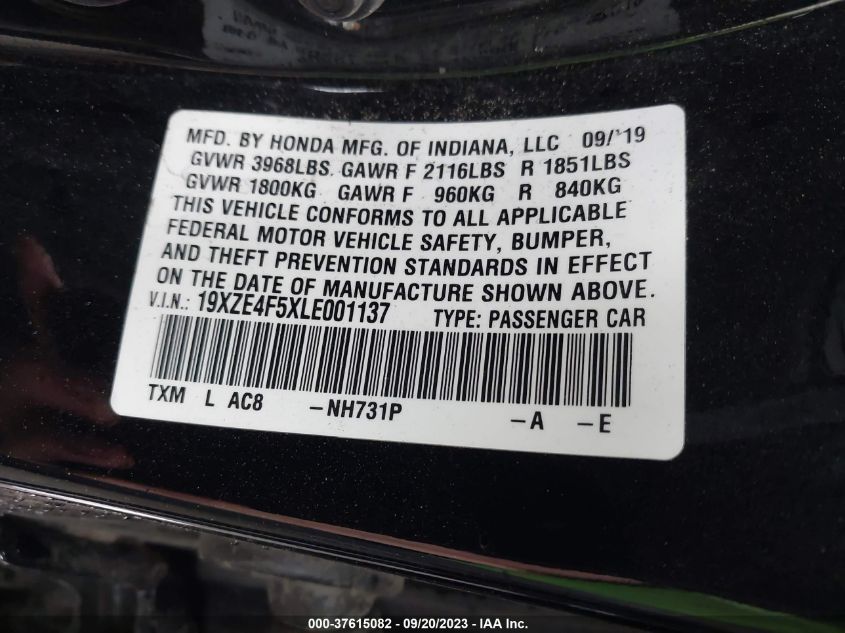 MFD. BY HONDA MFG. OF INDIANA, LLC 09/'19
GVWR 3968LBS. GAWR F 2116LBS R 1851LBS
GVWR 1800KG GAWR F 960KG R 840KG
THIS VEHICLE CONFORMS TO ALL APPLICABLE
FEDERAL MOTOR VEHICLE SAFETY, BUMPER,
AND THEFT PREVENTION STANDARDS IN EFFECT
ON THE DATE OF MANUFACTURE SHOWN ABOVE.
V.I.N.: 19XZE4F5XLE001137 TYPE: PASSENGER CAR
TXM L AC8 -NH731P -A -E
000-37615082 - 09/20/2023 - IAA Inc.